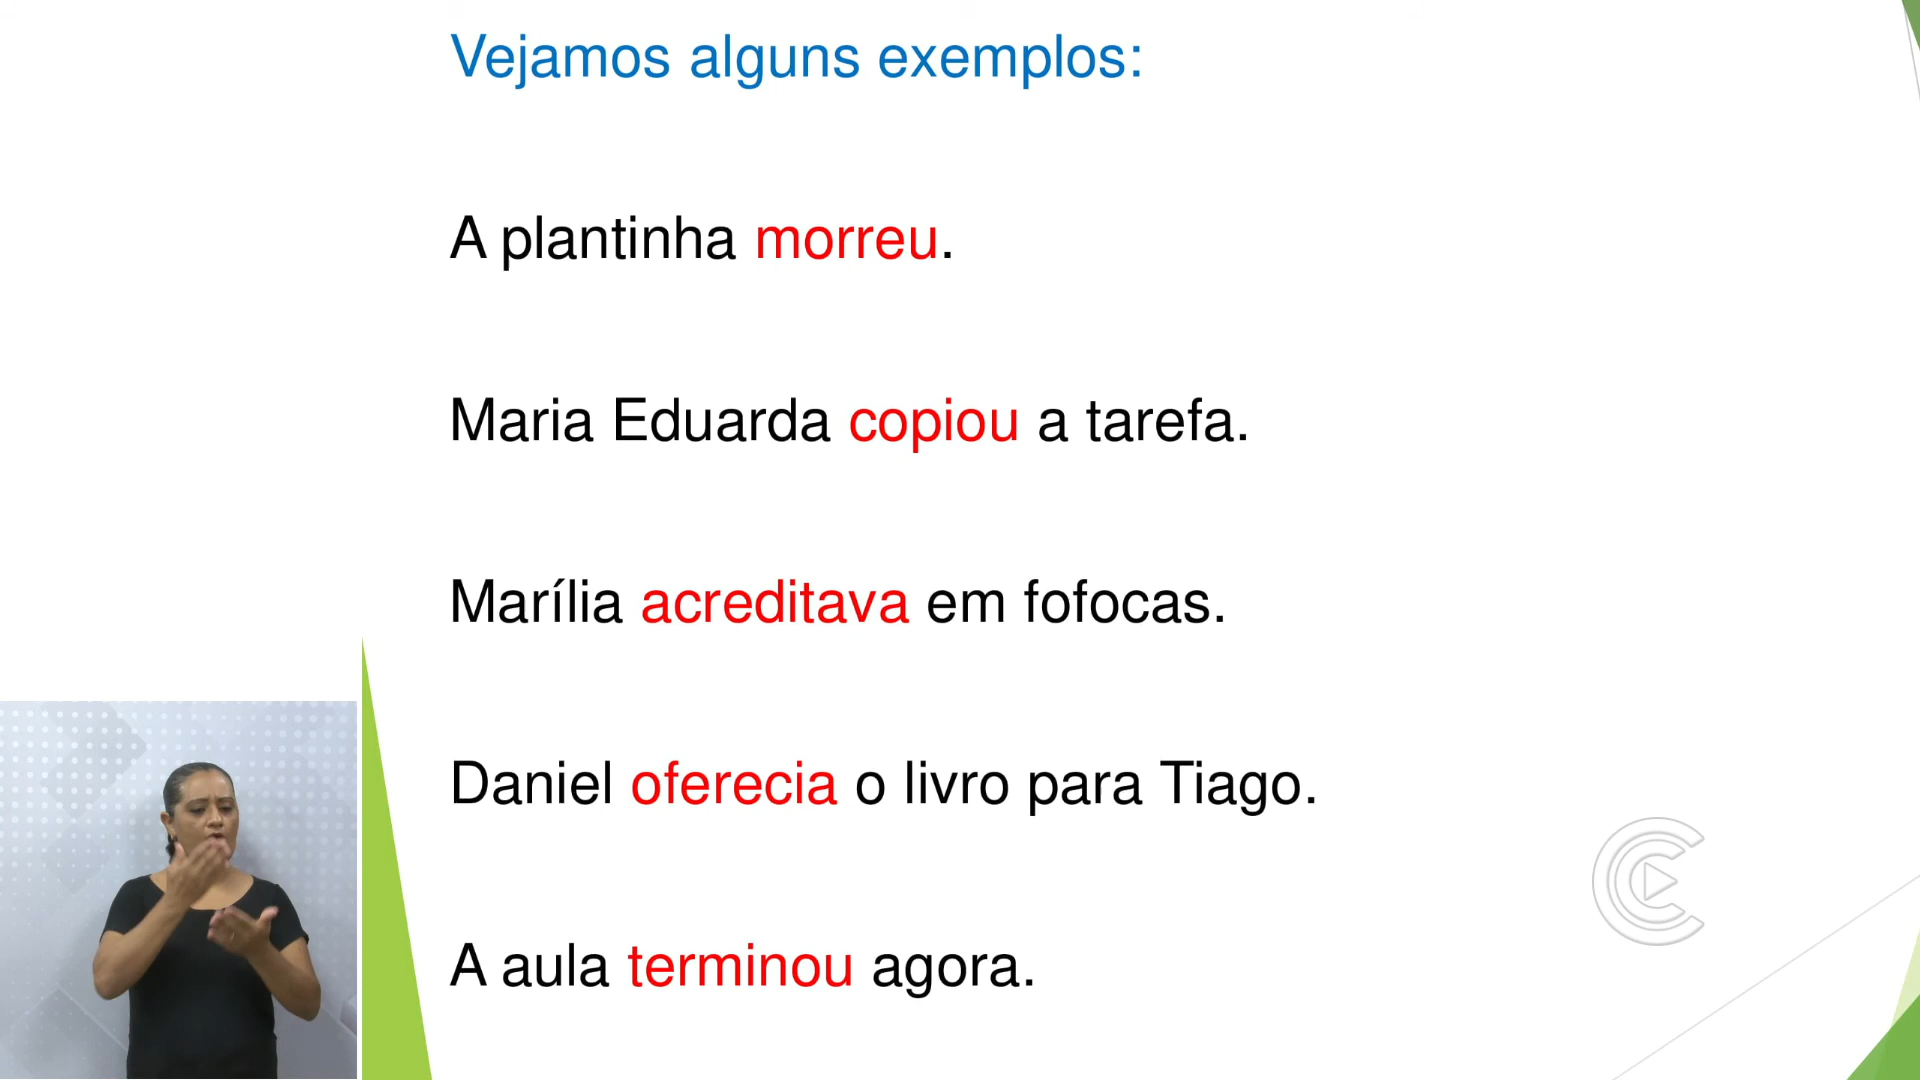 Vejamos alguns exemplos:
A plantinha morreu.
Maria Eduarda copiou a tarefa.
Marília acreditava em fofocas.
Daniel oferecia o livro para Tiago.
A aula terminou agora.